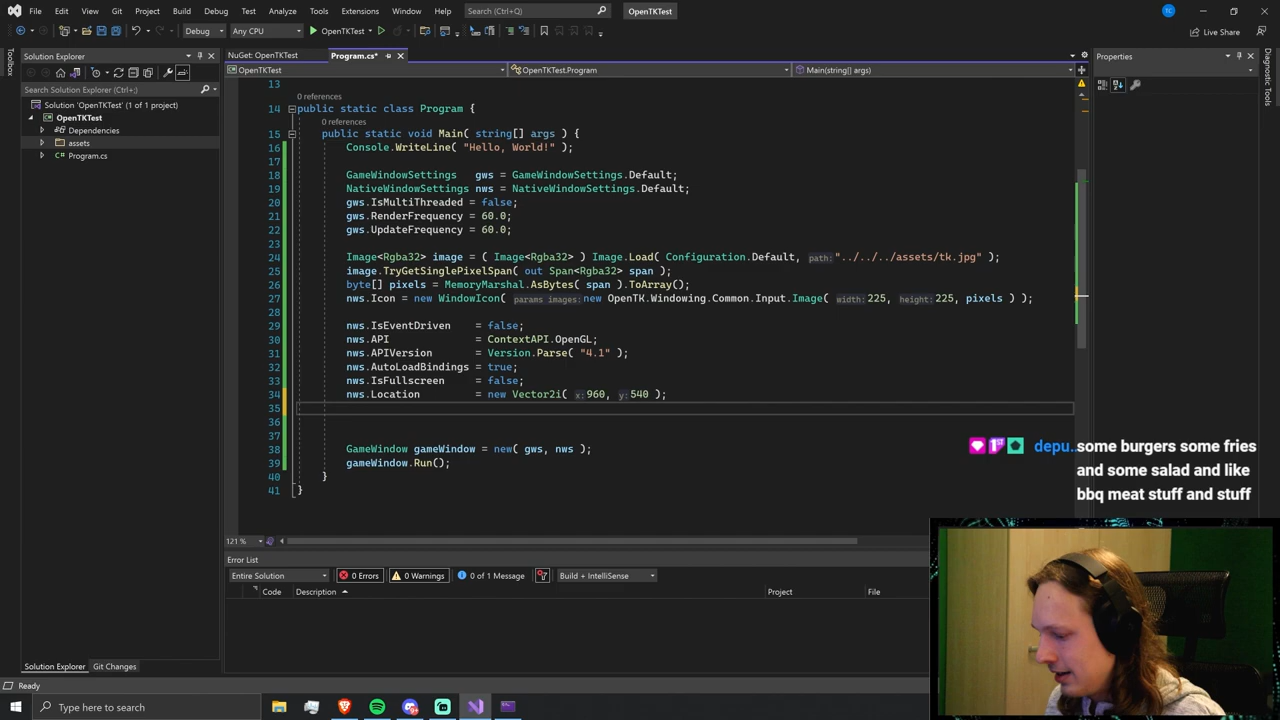 File Edit View Git Project Build Debug Test Analyze Tools Extensions Window Help Search (Ctrl+Q) OpenTKTest TC
Debug Any CPU OpenTKTest Live Share
Toolbox
Solution Explorer
NuGet: OpenTKTest Program.cs*
Properties
Diagnostic Tools
OpenTKTest OpenTKTest.Program Main(string[] args)
Search Solution Explorer (Ctrl+;)
Solution 'OpenTKTest' (1 of 1 project)
OpenTKTest
Dependencies
assets
Program.cs
13
0 references
14 public static class Program {
0 references
15 public static void Main( string[] args ) {
16 Console.WriteLine( "Hello, World!" );
17
18 GameWindowSettings gws = GameWindowSettings.Default;
19 NativeWindowSettings nws = NativeWindowSettings.Default;
20 gws.IsMultiThreaded = false;
21 gws.RenderFrequency = 60.0;
22 gws.UpdateFrequency = 60.0;
23
24 Image<Rgba32> image = ( Image<Rgba32> ) Image.Load( Configuration.Default, path: "../../../assets/tk.jpg" );
25 image.TryGetSinglePixelSpan( out Span<Rgba32> span );
26 byte[] pixels = MemoryMarshal.AsBytes( span ).ToArray();
27 nws.Icon = new WindowIcon( params images: new OpenTK.Windowing.Common.Input.Image( width: 225, height: 225, pixels ) );
28
29 nws.IsEventDriven = false;
30 nws.API = ContextAPI.OpenGL;
31 nws.APIVersion = Version.Parse( "4.1" );
32 nws.AutoLoadBindings = true;
33 nws.IsFullscreen = false;
34 nws.Location = new Vector2i( x: 960, y: 540 );
35
36
37
38 GameWindow gameWindow = new( gws, nws );
39 gameWindow.Run();
40 }
41 }
depu.. some burgers some fries
and some salad and like
bbq meat stuff and stuff
121 %
Error List
Entire Solution 0 Errors 0 Warnings 0 of 1 Message Build + IntelliSense
Code Description Project File
Solution Explorer Git Changes
Ready
Type here to search